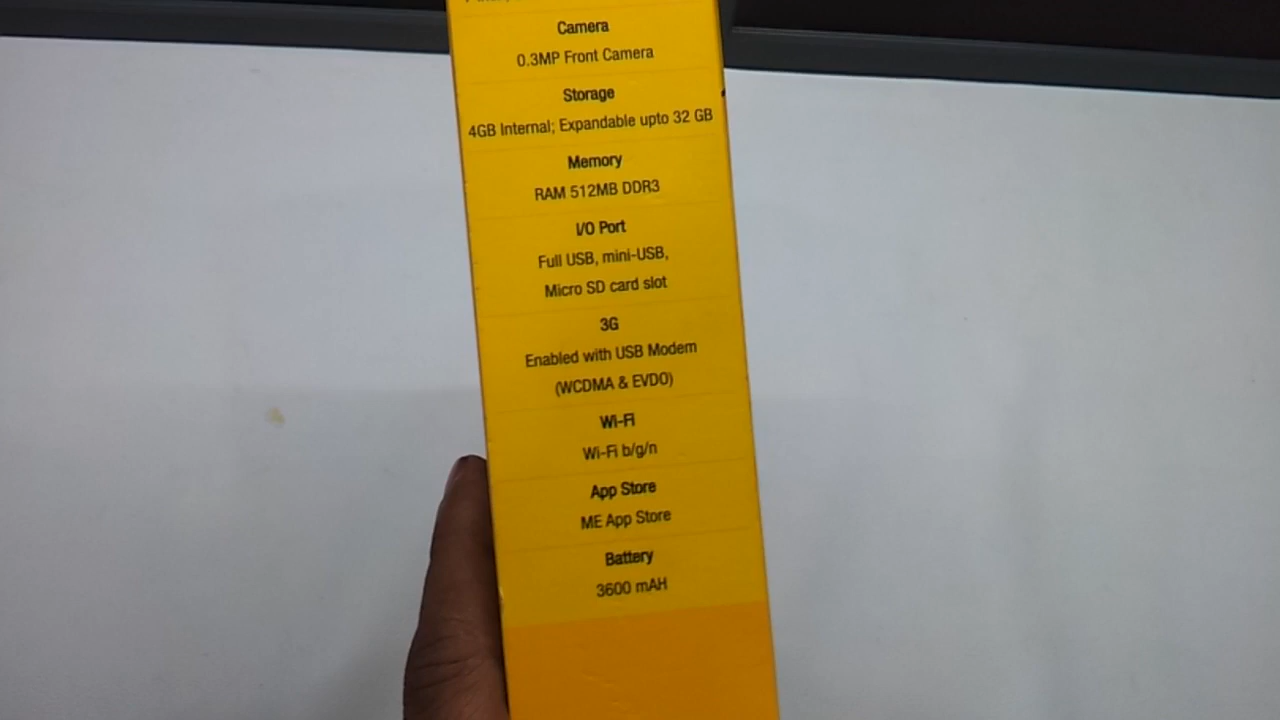 Camera
0.3MP Front Camera
Storage
4GB Internal; Expandable upto 32 GB
Memory
RAM 512MB DDR3
I/O Port
Full USB, mini-USB,
Micro SD card slot
3G
Enabled with USB Modem
(WCDMA & EVDO)
Wi-Fi
Wi-Fi b/g/n
App Store
ME App Store
Battery
3600 mAH